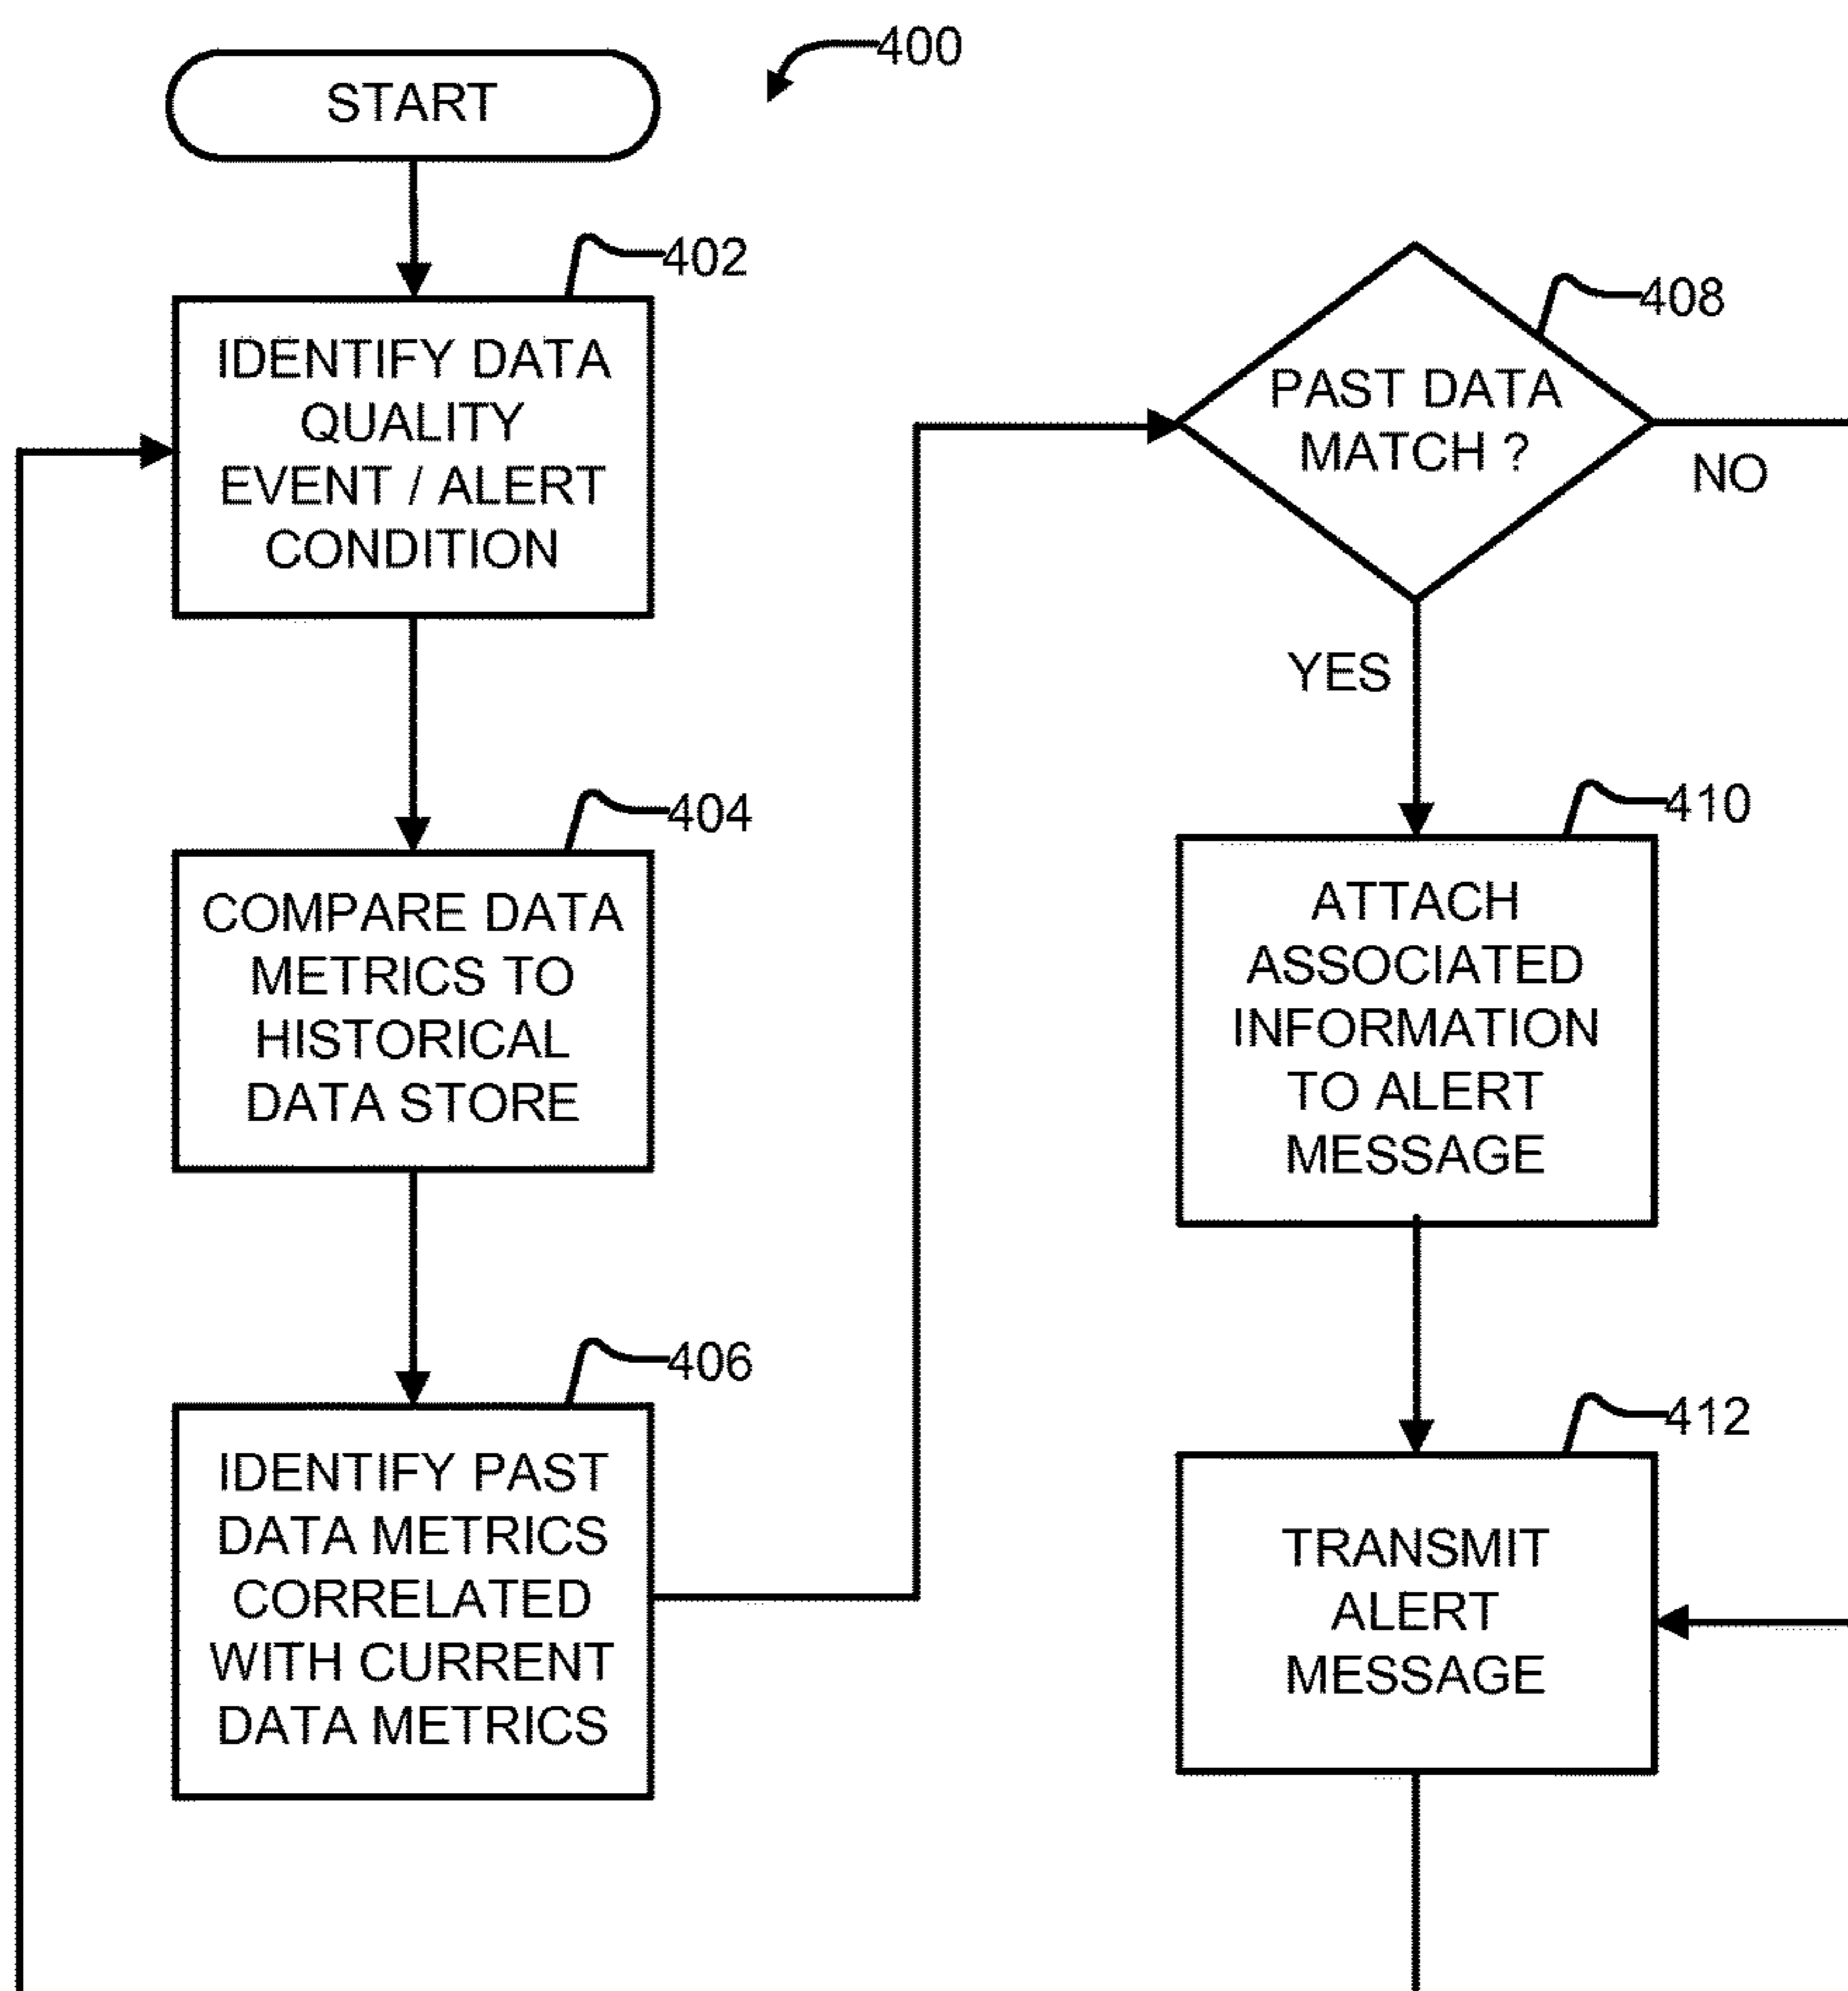 START
400
402
IDENTIFY DATA
QUALITY
EVENT / ALERT
CONDITION
404
COMPARE DATA
METRICS TO
HISTORICAL
DATA STORE
406
IDENTIFY PAST
DATA METRICS
CORRELATED
WITH CURRENT
DATA METRICS
408
PAST DATA
MATCH ?
NO
YES
410
ATTACH
ASSOCIATED
INFORMATION
TO ALERT
MESSAGE
412
TRANSMIT
ALERT
MESSAGE